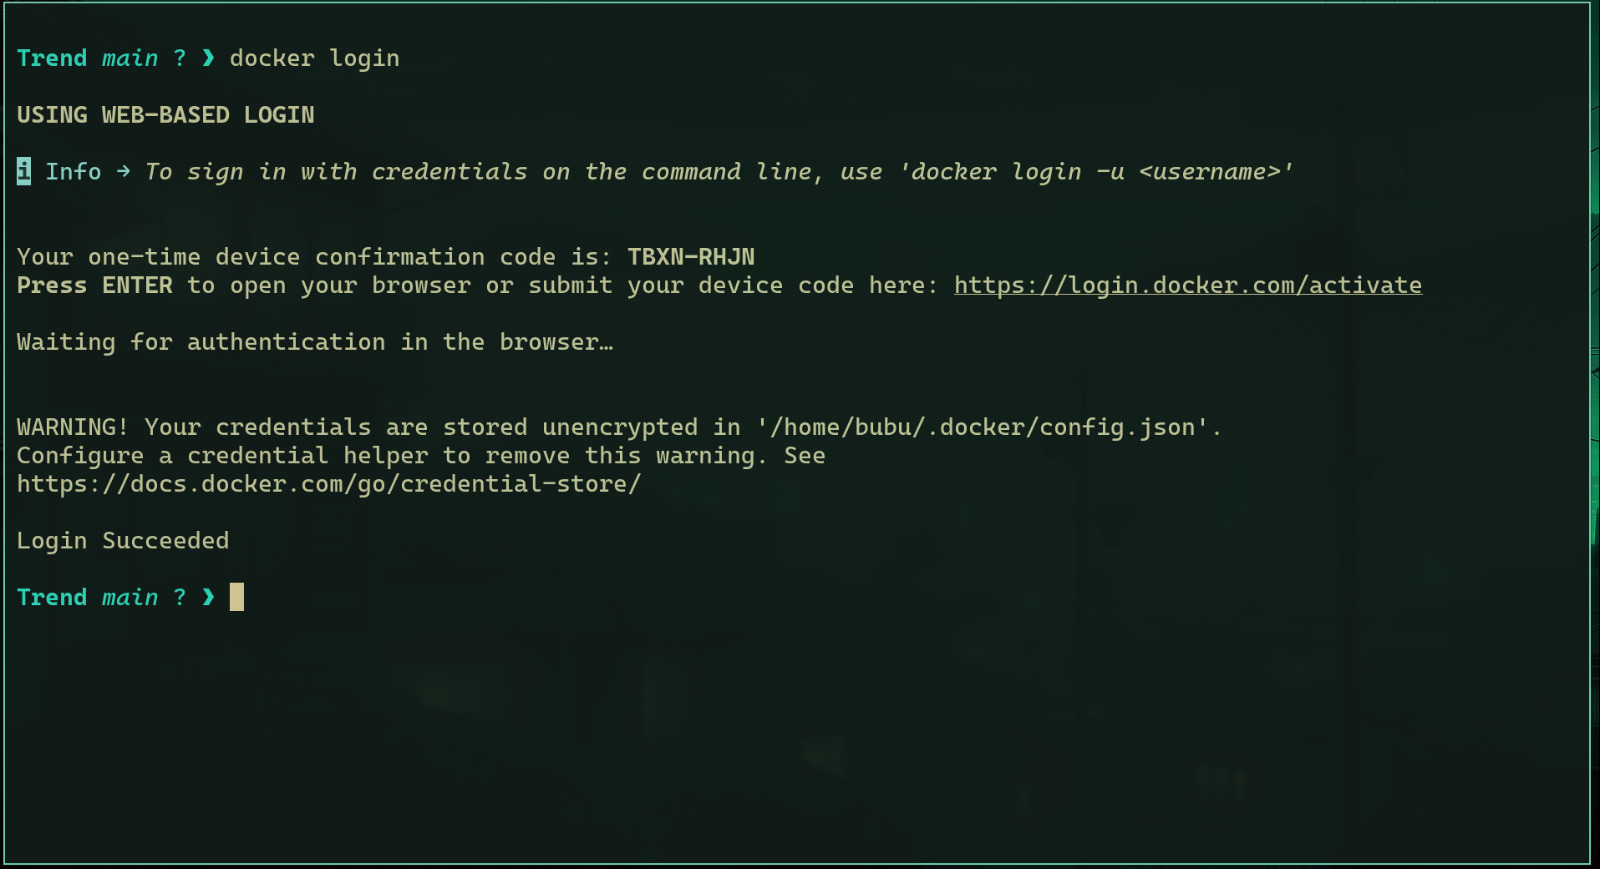 Trend main ? ❯ docker login
USING WEB-BASED LOGIN
i Info → To sign in with credentials on the command line, use 'docker login -u <username>'
Your one-time device confirmation code is: TBXN-RHJN
Press ENTER to open your browser or submit your device code here: https://login.docker.com/activate
Waiting for authentication in the browser…
WARNING! Your credentials are stored unencrypted in '/home/bubu/.docker/config.json'.
Configure a credential helper to remove this warning. See
https://docs.docker.com/go/credential-store/
Login Succeeded
Trend main ? ❯